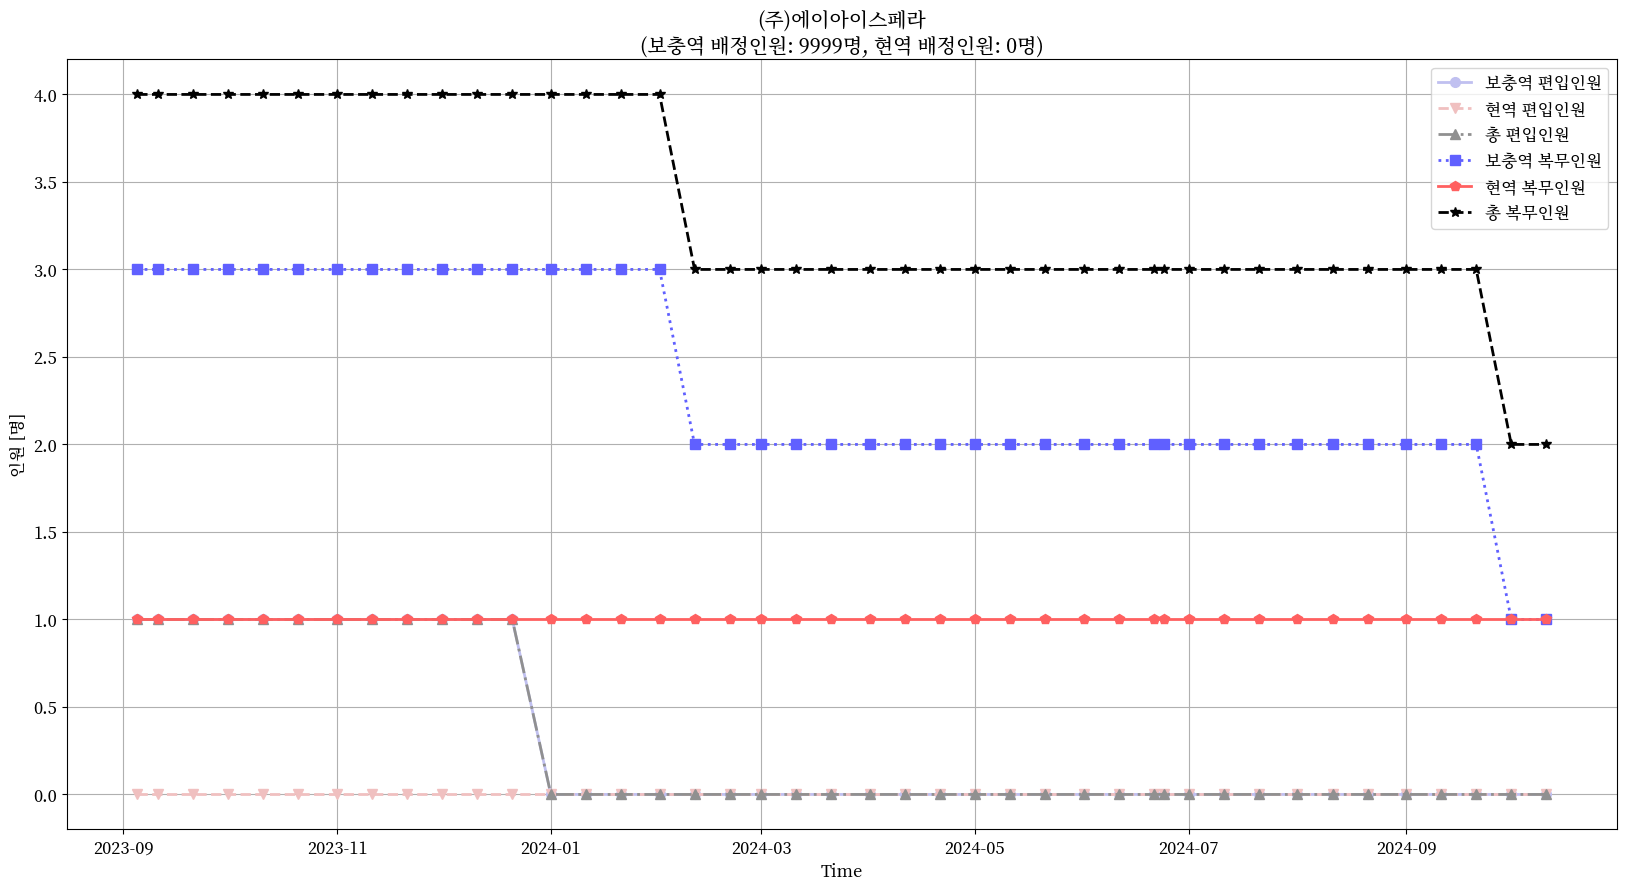 (주)에이아이스페라
(보충역 배정인원: 9999명, 현역 배정인원: 0명)
보충역 편입인원
현역 편입인원
총 편입인원
보충역 복무인원
현역 복무인원
총 복무인원
4.0
3.5
3.0
2.5
2.0
1.5
1.0
0.5
0.0
인원 [명]
2023-09 2023-11 2024-01 2024-03 2024-05 2024-07 2024-09
Time